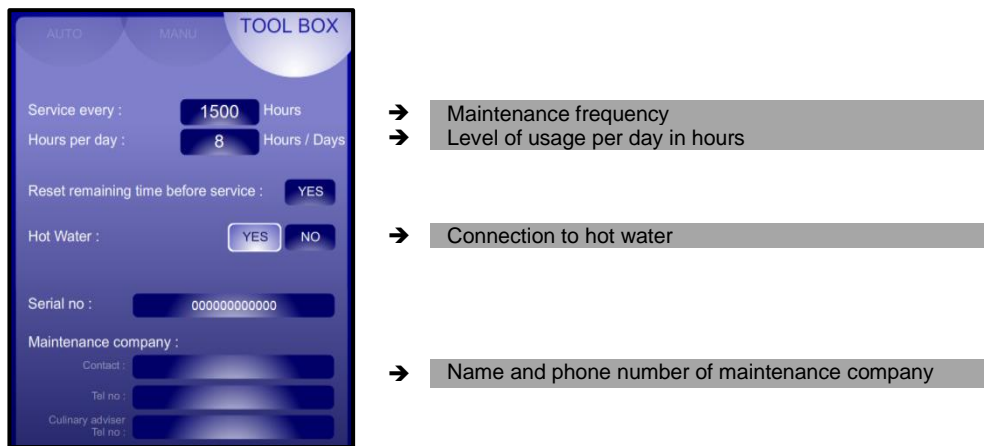 AUTO MANU TOOL BOX
Service every : 1500 Hours
➔ Maintenance frequency
Hours per day : 8 Hours / Days
➔ Level of usage per day in hours
Reset remaining time before service : YES
Hot Water : YES NO
➔ Connection to hot water
Serial no : 000000000000
Maintenance company :
Contact :
➔ Name and phone number of maintenance company
Tel no :
Culinary adviser
Tel no :